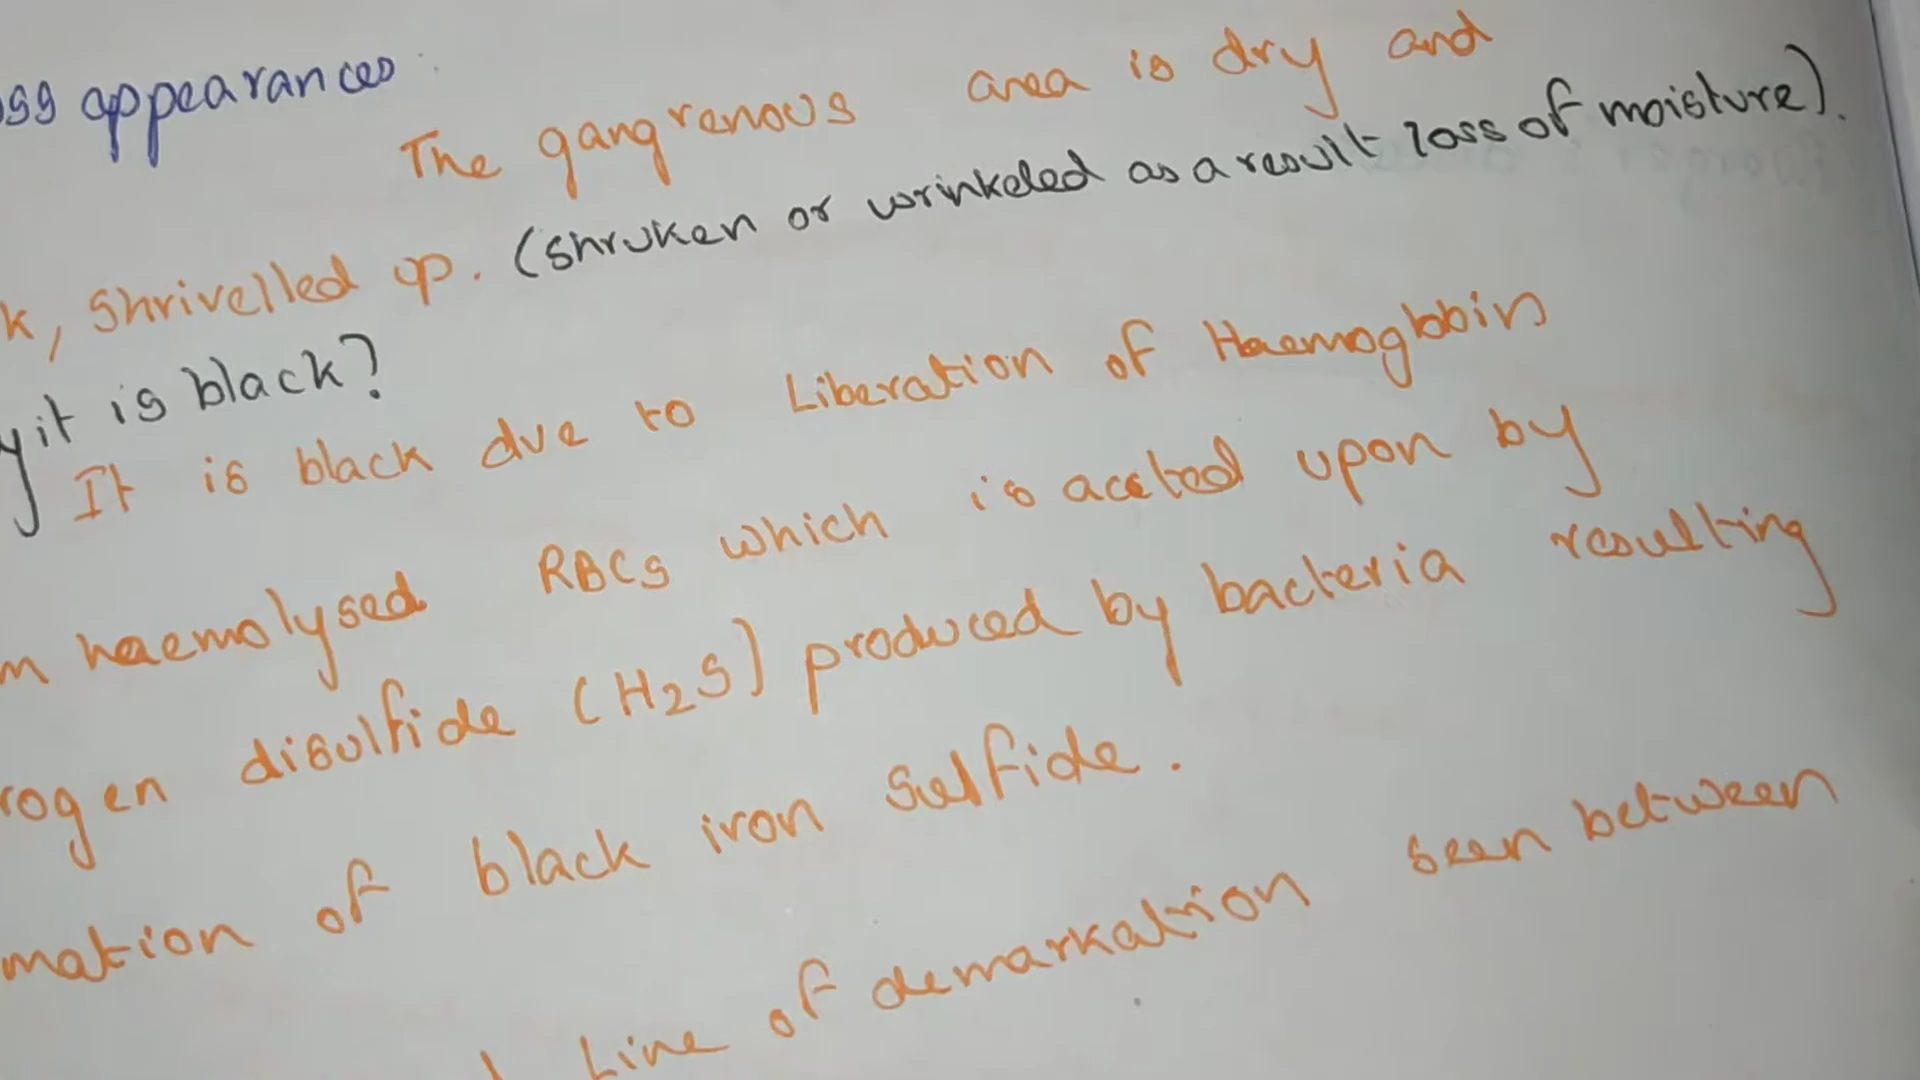 oss appearances
The gangrenous area is dry and
k, Shrivelled up. (Shruken or wrinkeled as a result loss of moisture).
y it is black?
It is black due to Liberation of Haemoglobin
m haemolysed RBCs which is aceted upon by
rogen disulfide (H2S) produced by bacteria resulting
mation of black iron Sulfide.
Line of demarkation seen between